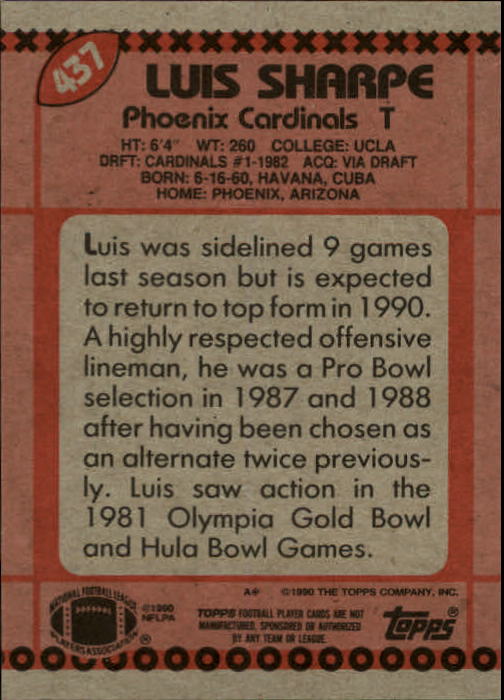 437
LUIS SHARPE
Phoenix Cardinals T
HT: 6'4" WT: 260 COLLEGE: UCLA
DRFT: CARDINALS #1-1982 ACQ: VIA DRAFT
BORN: 6-16-60, HAVANA, CUBA
HOME: PHOENIX, ARIZONA
Luis was sidelined 9 games
last season but is expected
to return to top form in 1990.
A highly respected offensive
lineman, he was a Pro Bowl
selection in 1987 and 1988
after having been chosen as
an alternate twice previous-
ly. Luis saw action in the
1981 Olympia Gold Bowl
and Hula Bowl Games.
A* ©1990 THE TOPPS COMPANY, INC.
NATIONAL FOOTBALL LEAGUE
PLAYERS ASSOCIATION ®
©1990
NFLPA
TOPPS FOOTBALL PLAYER CARDS ARE NOT
MANUFACTURED, SPONSORED OR AUTHORIZED
BY ANY TEAM OR LEAGUE.
Topps®